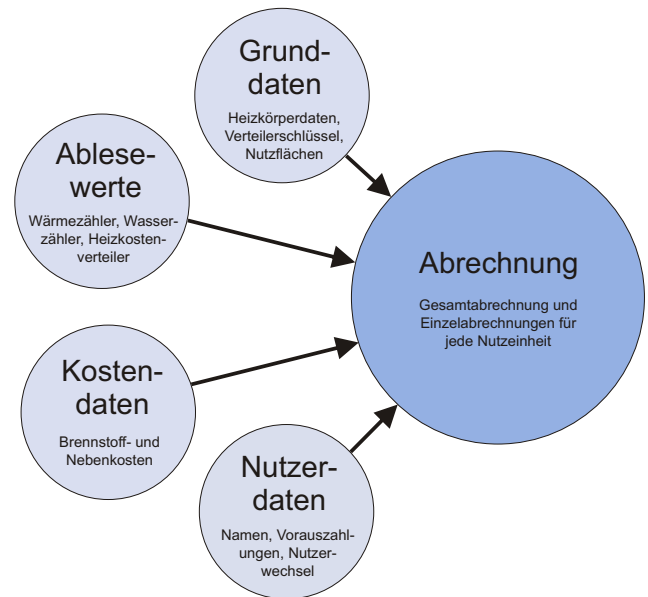 Grund-
daten
Heizkörperdaten,
Verteilerschlüssel,
Nutzflächen
Ablese-
werte
Wärmezähler, Wasser-
zähler, Heizkosten-
verteiler
Abrechnung
Gesamtabrechnung und
Einzelabrechnungen für
jede Nutzeinheit
Kosten-
daten
Brennstoff- und
Nebenkosten
Nutzer-
daten
Namen, Vorauszahl-
ungen, Nutzer-
wechsel